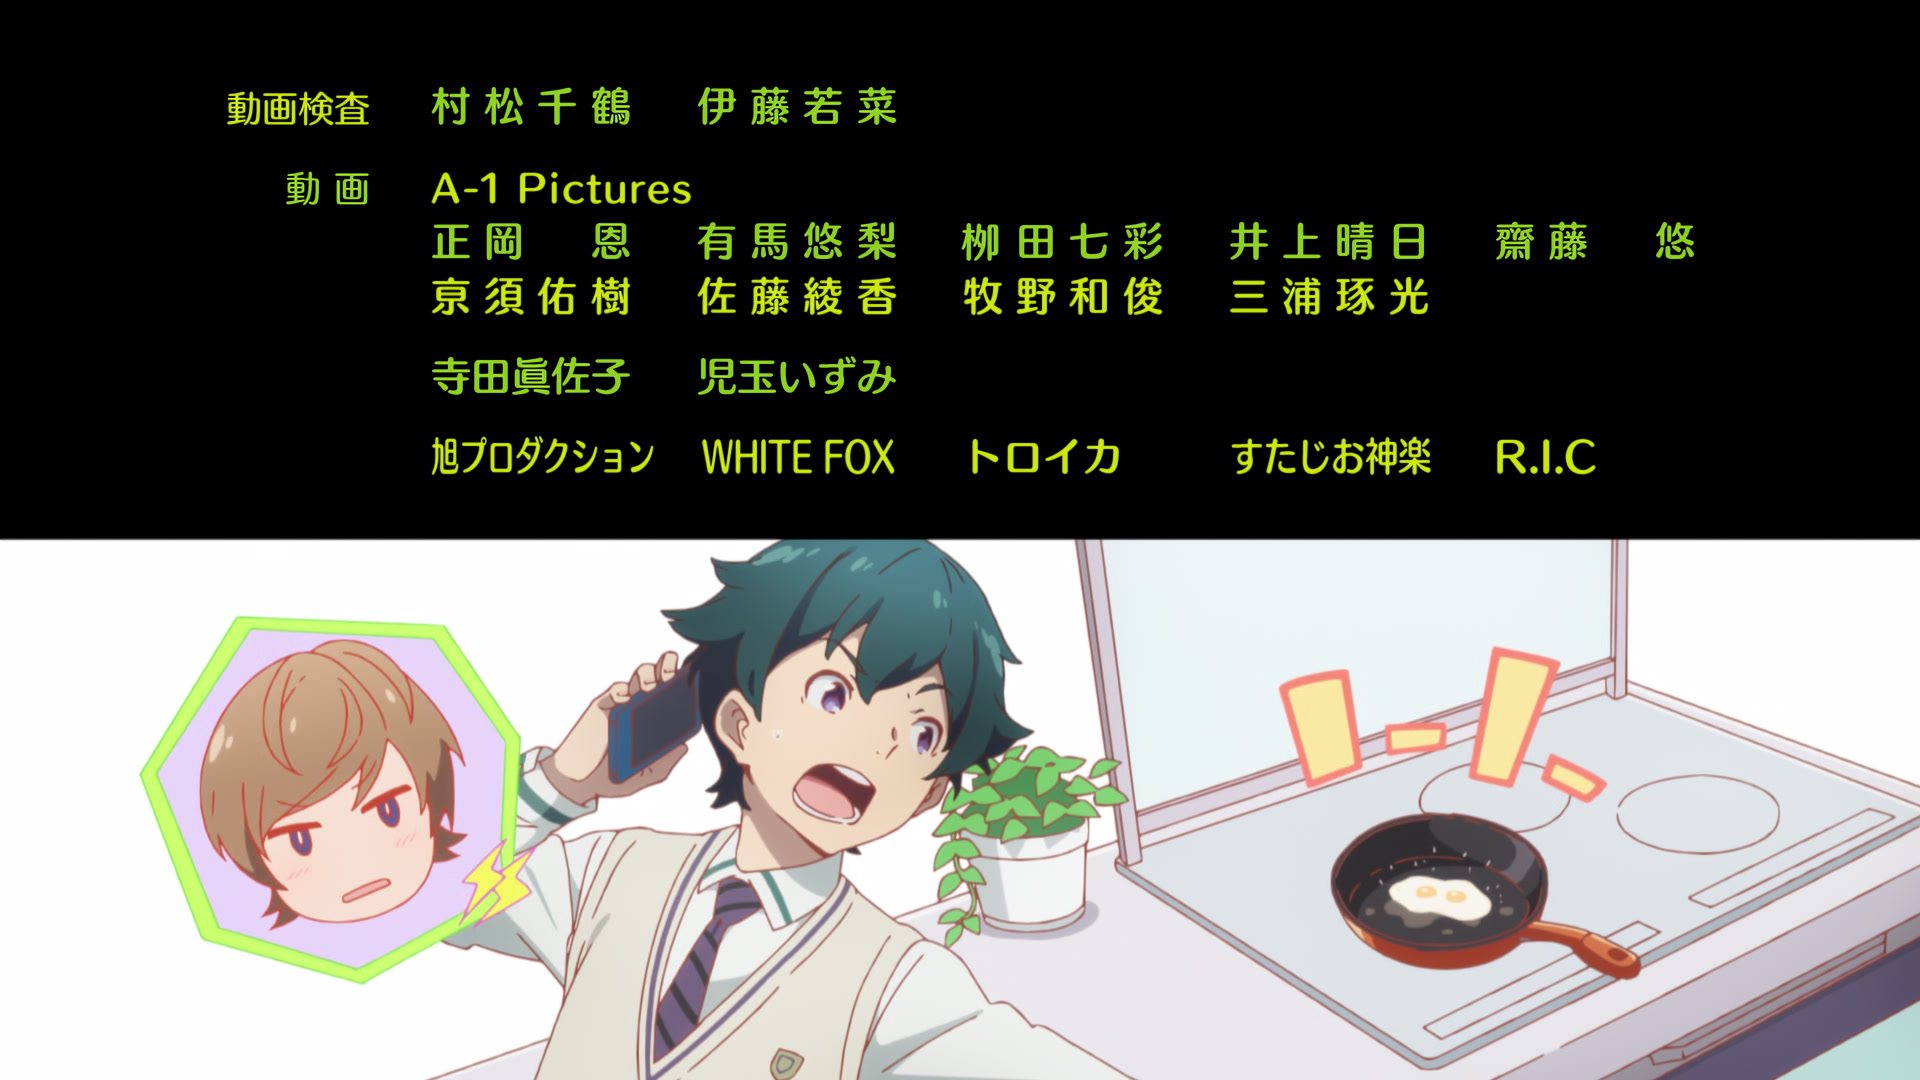 動画検査 村松千鶴 伊藤若菜
動画 A-1 Pictures
正岡 恩 有馬悠梨 栁田七彩 井上晴日 齋藤 悠
亰須佑樹 佐藤綾香 牧野和俊 三浦琢光
寺田眞佐子 児玉いずみ
旭プロダクション WHITE FOX トロイカ すたじお神楽 R.I.C